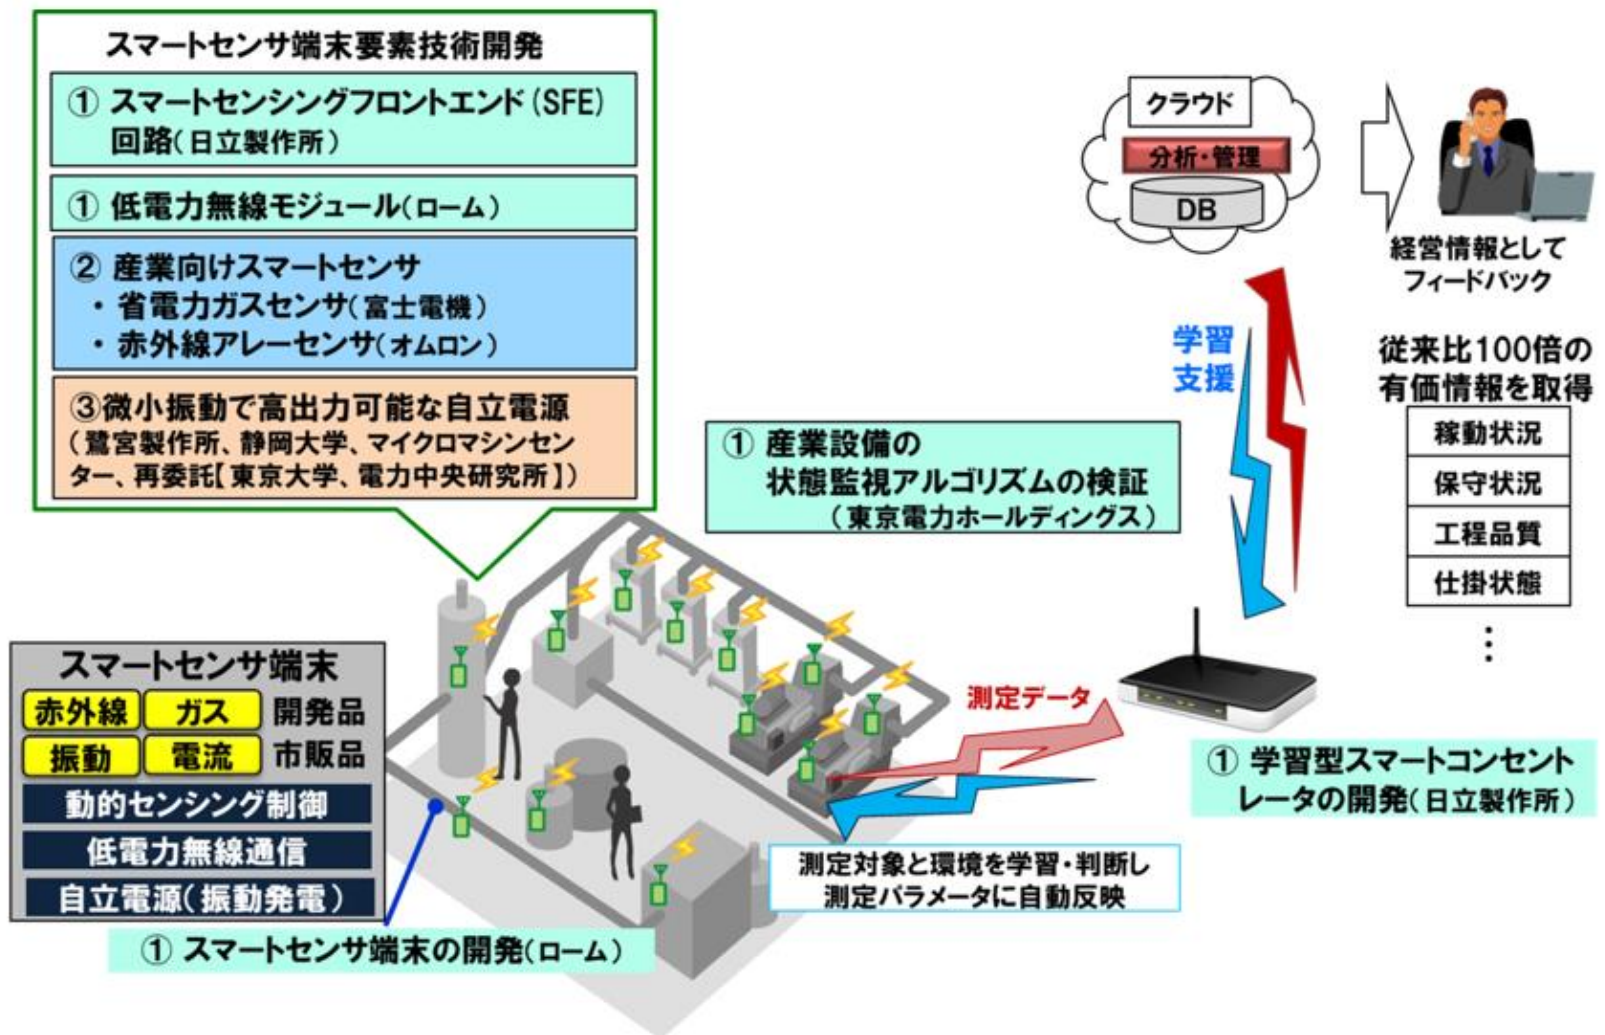 スマートセンサ端末要素技術開発
① スマートセンシングフロントエンド(SFE)
回路(日立製作所)
① 低電力無線モジュール(ローム)
② 産業向けスマートセンサ
・ 省電力ガスセンサ(富士電機)
・ 赤外線アレーセンサ(オムロン)
③微小振動で高出力可能な自立電源
(鷺宮製作所、静岡大学、マイクロマシンセン
ター、再委託【東京大学、電力中央研究所】)
クラウド
分析・管理
DB
経営情報として
フィードバック
学習
支援
従来比100倍の
有価情報を取得
稼動状況
保守状況
工程品質
仕掛状態
⋮
① 産業設備の
状態監視アルゴリズムの検証
(東京電力ホールディングス)
スマートセンサ端末
赤外線 ガス 開発品
振動 電流 市販品
動的センシング制御
低電力無線通信
自立電源(振動発電)
① スマートセンサ端末の開発(ローム)
測定データ
① 学習型スマートコンセント
レータの開発(日立製作所)
測定対象と環境を学習・判断し
測定パラメータに自動反映